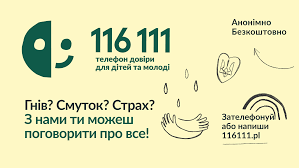 116 111
телефон довіри
для дітей та молоді
Анонімно
Безкоштовно
Гнів? Смуток? Страх?
З нами ти можеш
поговорити про все!
Зателефонуй
або напиши
116111.pl